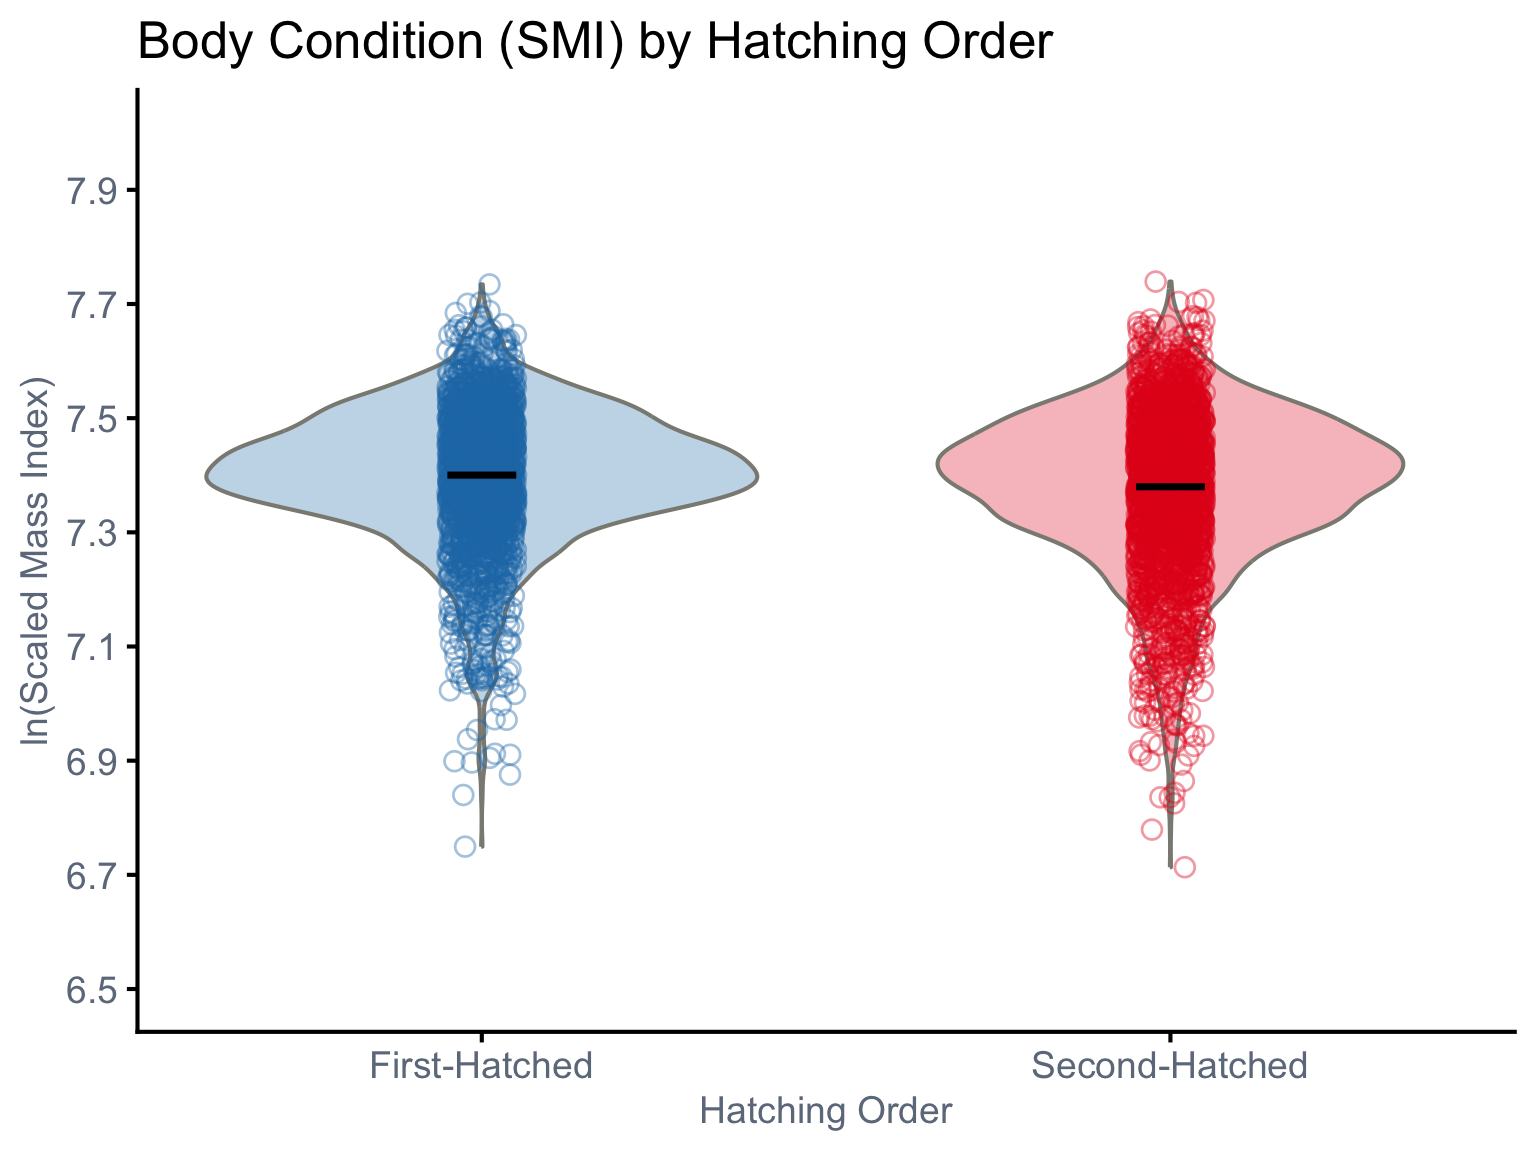 Body Condition (SMI) by Hatching Order
ln(Scaled Mass Index)
7.9
7.7
7.5
7.3
7.1
6.9
6.7
6.5
First-Hatched
Second-Hatched
Hatching Order